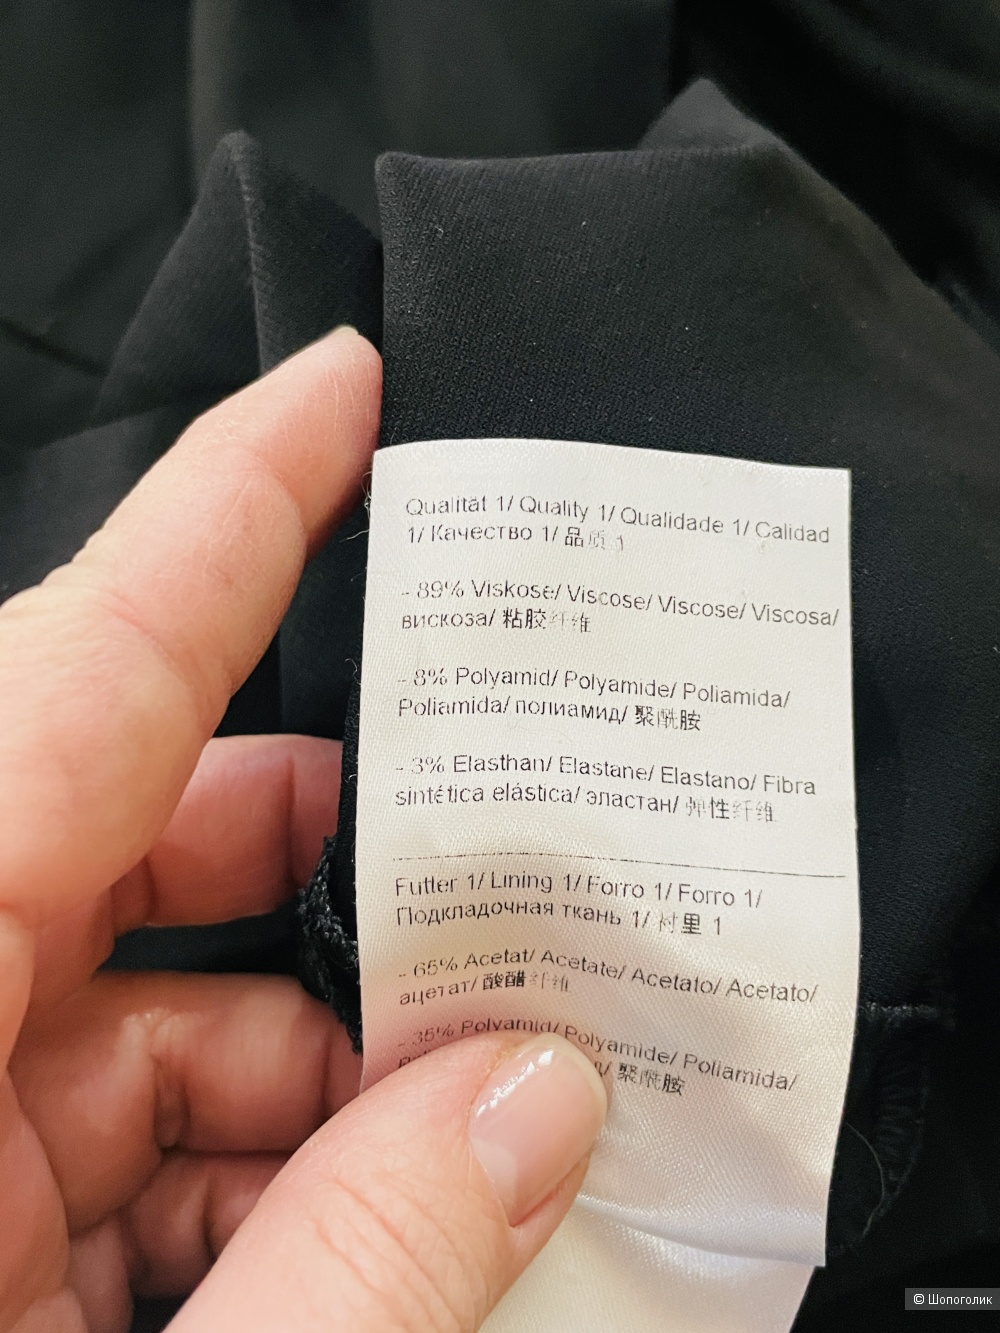 Qualität 1/ Quality 1/ Qualidade 1/ Calidad
1/ Качество 1/ 品质 1
- 89% Viskose/ Viscose/ Viscose/ Viscosa/
вискоза/ 粘胶纤维
- 8% Polyamid/ Polyamide/ Poliamida/
Poliamida/ полиамид/ 聚酰胺
- 3% Elasthan/ Elastane/ Elastano/ Fibra
sintética elástica/ эластан/ 弹性纤维
Futter 1/ Lining 1/ Forro 1/ Forro 1/
Подкладочная ткань 1/ 衬里 1
- 65% Acetat/ Acetate/ Acetato/ Acetato/
ацетат/ 酸醋纤维
- 35% Polyamid/ Polyamide/ Poliamida/
聚酰胺
© Шопоголик